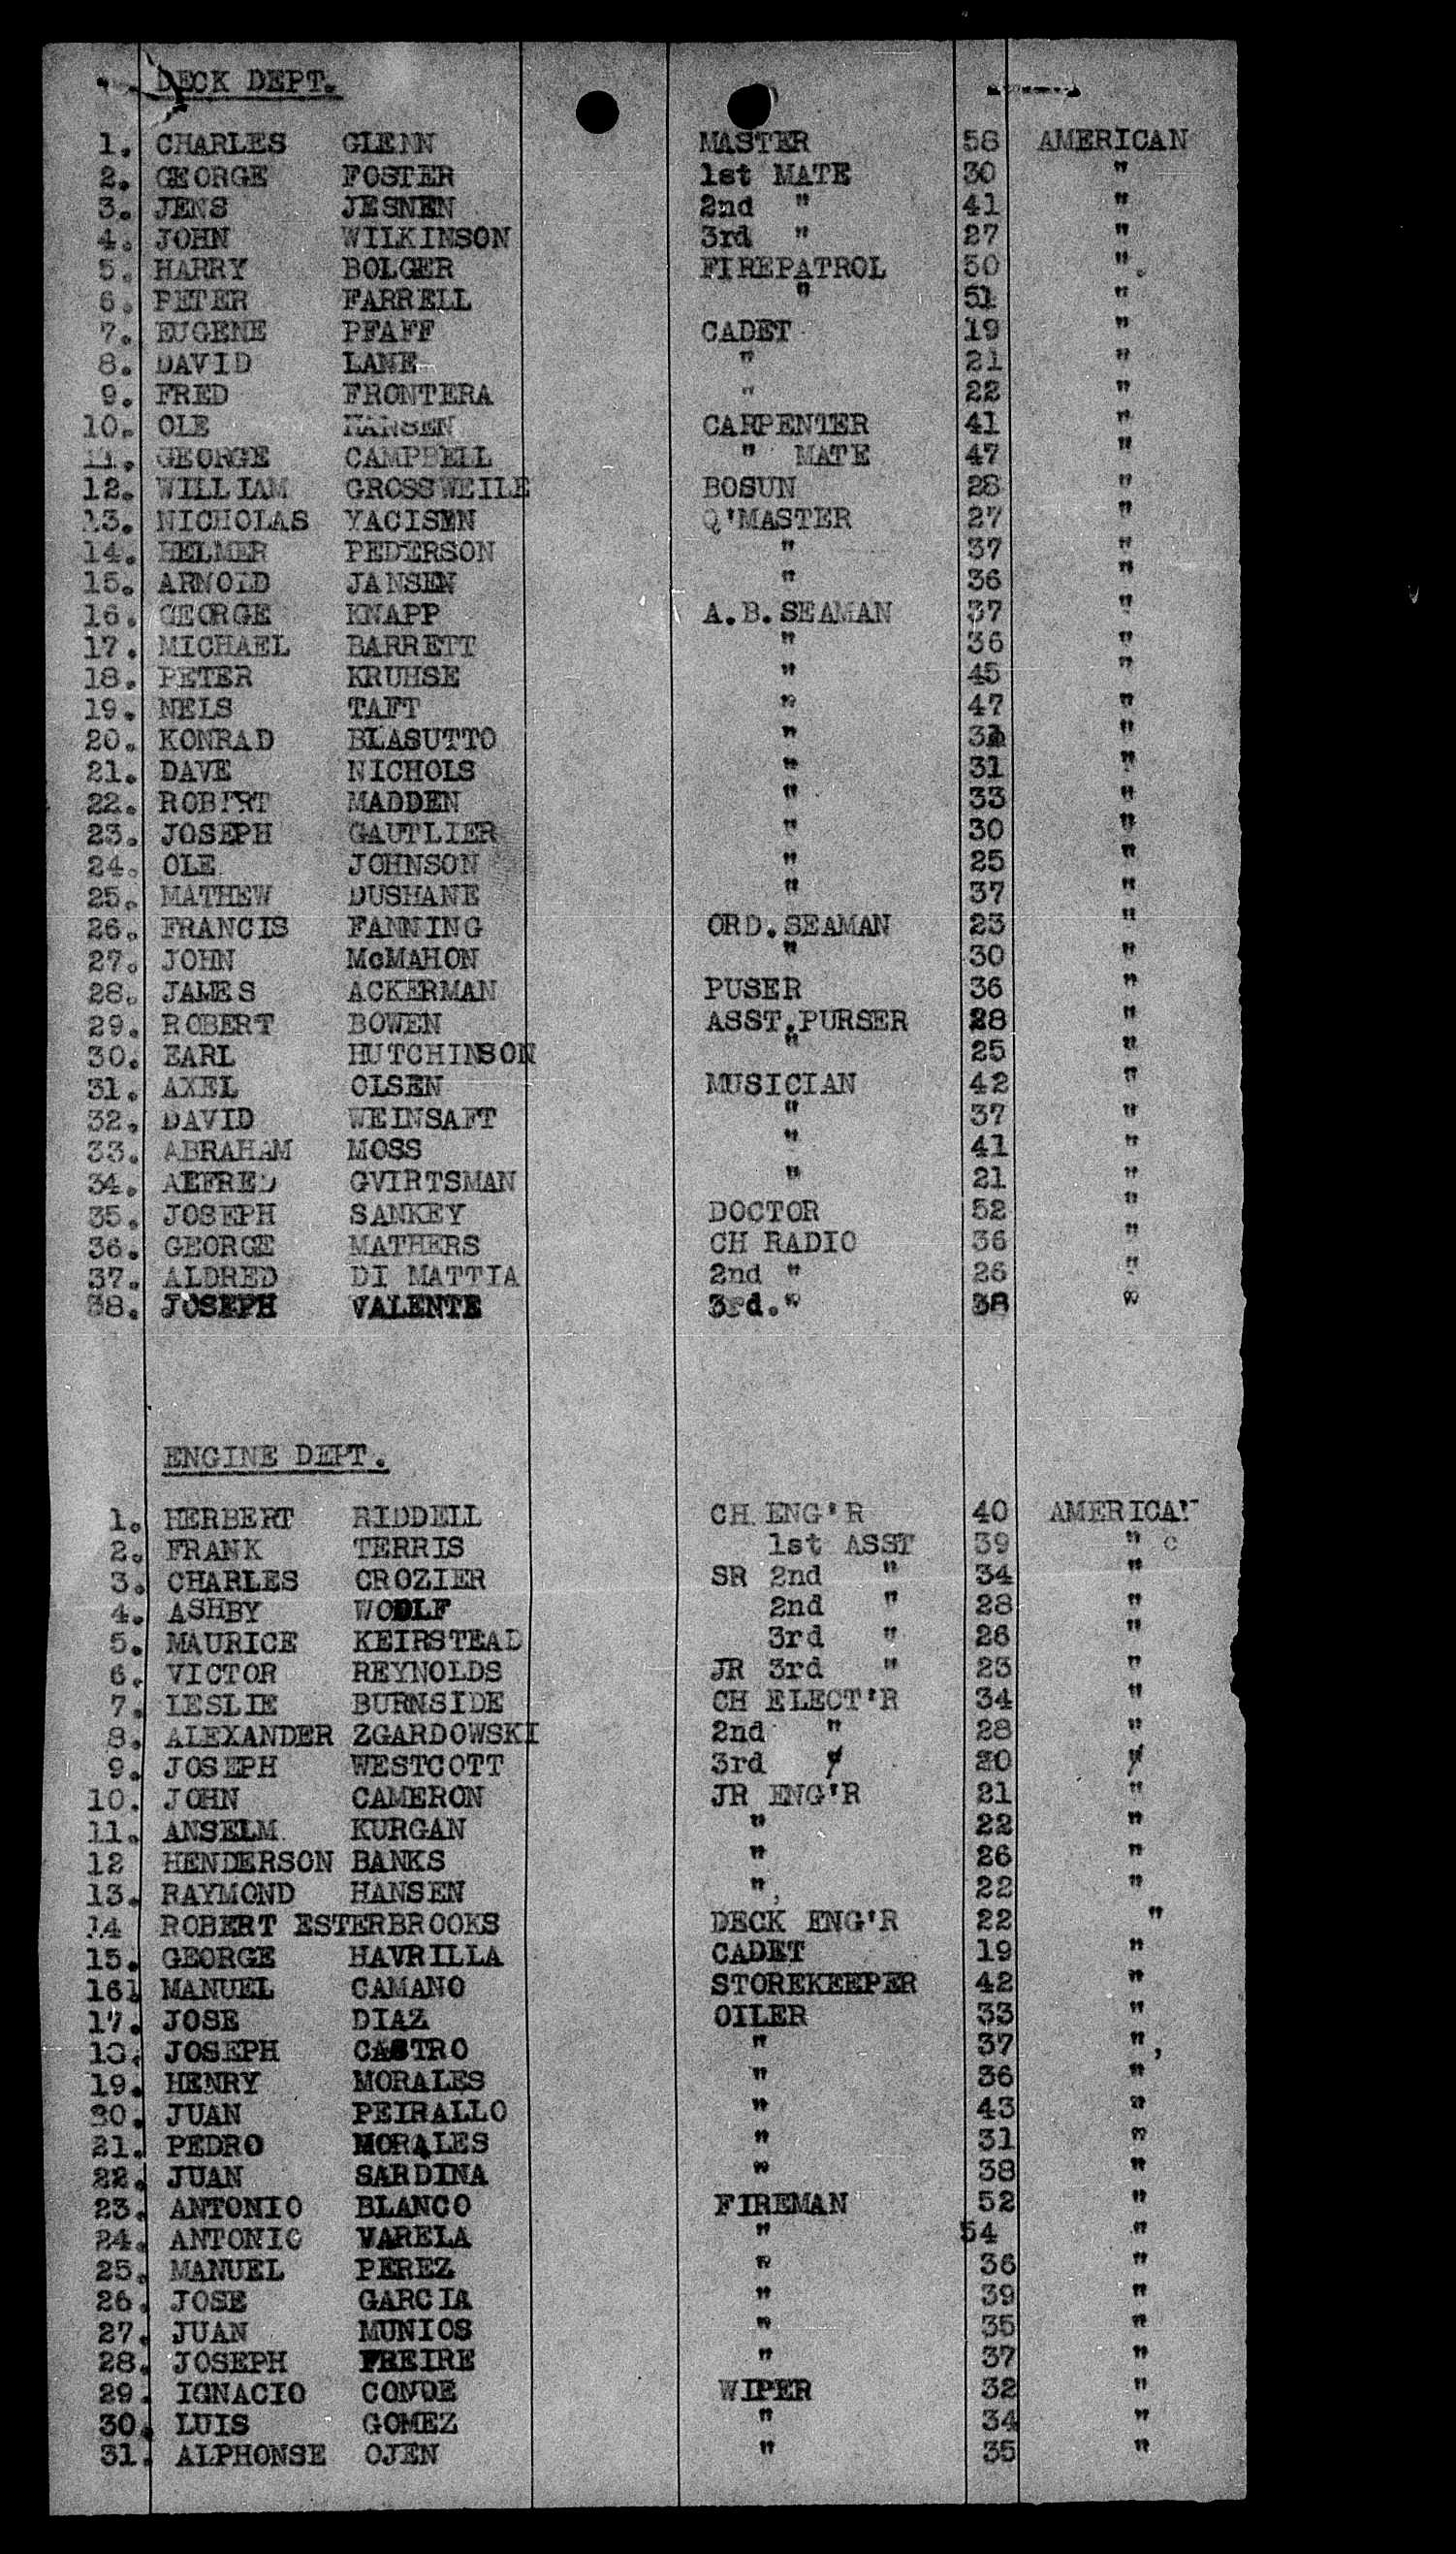 DECK DEPT.
1. CHARLES GLENN MASTER 58 AMERICAN
2. GEORGE FOSTER 1st MATE 30 "
3. JENS JESNEN 2nd " 41 "
4. JOHN WILKINSON 3rd " 27 "
5. HARRY BOLGER FIREPATROL 50 "
6. PETER FARRELL " 51 "
7. EUGENE PFAFF CADET 19 "
8. DAVID LANE " 21 "
9. FRED FRONTERA " 22 "
10. OLE HANSEN CARPENTER 41 "
11. GEORGE CAMPBELL " MATE 47 "
12. WILLIAM GROSSWEILE BOSUN 28 "
13. NICHOLAS YACISEN Q'MASTER 27 "
14. HELMER PEDERSON " 37 "
15. ARNOLD JANSEN " 36 "
16. GEORGE KNAPP A.B.SEAMAN 37 "
17. MICHAEL BARRETT " 36 "
18. PETER KRUHSE " 45 "
19. NELS TAFT " 47 "
20. KONRAD BLASUTTO " "
21. DAVE NICHOLS " 31 "
22. ROBERT MADDEN " 33 "
23. JOSEPH GAUTLIER " 30 "
24. OLE JOHNSON " 25 "
25. MATHEW DUSHANE " 37 "
26. FRANCIS FANNING ORD.SEAMAN 23 "
27. JOHN McMAHON " 30 "
28. JAMES ACKERMAN PUSER 36 "
29. ROBERT BOWEN ASST.PURSER 28 "
30. EARL HUTCHINSON " 25 "
31. AXEL OLSEN MUSICIAN 42 "
32. DAVID WEINSAFT " 37 "
33. ABRAHAM MOSS " 41 "
34. ALFRED GVIRTSMAN " 21 "
35. JOSEPH SANKEY DOCTOR 52 "
36. GEORGE MATHERS CH RADIO 36 "
37. ALDRED DI MATTIA 2nd " 26 "
38. JOSEPH VALENTE 3rd." 38 "
ENGINE DEPT.
1. HERBERT RIDDELL CH ENG'R 40 AMERICAN
2. FRANK TERRIS 1st ASST 39 "
3. CHARLES CROZIER SR 2nd " 34 "
4. ASHBY WOOLF 2nd " 28 "
5. MAURICE KEIRSTEAD 3rd " 26 "
6. VICTOR REYNOLDS JR 3rd " 23 "
7. LESLIE BURNSIDE CH ELECT'R 34 "
8. ALEXANDER ZGARDOWSKI 2nd " 28 "
9. JOSEPH WESTCOTT 3rd " "
10. JOHN CAMERON JR ENG'R 21 "
11. ANSELM KURGAN " 22 "
12 HENDERSON BANKS " 26 "
13. RAYMOND HANSEN ", 22 "
14 ROBERT ESTERBROOKS DECK ENG'R 22 "
15. GEORGE HAVRILLA CADET 19 "
16. MANUEL CAMANO STOREKEEPER 42 "
17. JOSE DIAZ OILER 33 "
18. JOSEPH CASTRO " 37 ",
19. HENRY MORALES " 36 "
20. JUAN PEIRALLO " 43 "
21. PEDRO MORALES " 31 "
22. JUAN SARDINA " 38 "
23. ANTONIO BLANCO FIREMAN 52 "
24. ANTONIO VARELA " 54 "
25. MANUEL PEREZ " 36 "
26. JOSE GARCIA " 39 "
27. JUAN MUNIOS " 35 "
28. JOSEPH FREIRE " 37 "
29. IGNACIO CONDE WIPER 32 "
30. LUIS GOMEZ " 34 "
31. ALPHONSE OJEN " 35 "